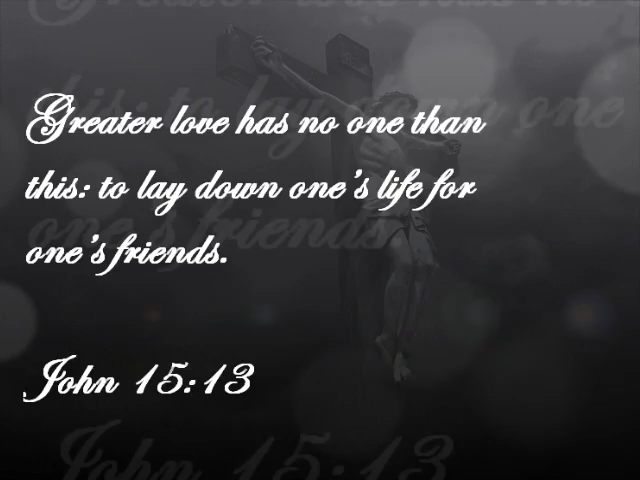 Greater love has no one than
this: to lay down one's life for
one's friends.
John 15:13